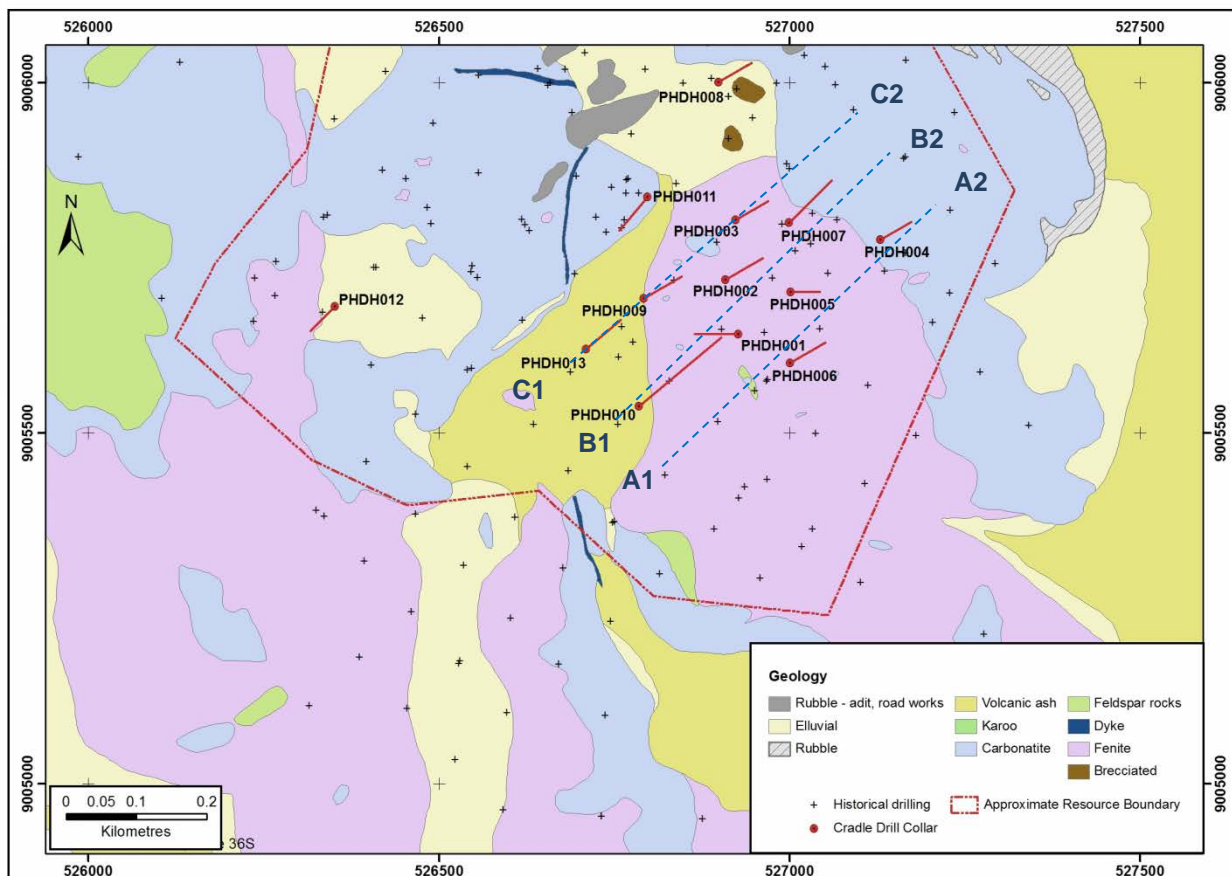 526000 526500 527000 527500
9006000 9006000
C2
PHDH008
B2
A2
N
PHDH011
PHDH003
PHDH007
PHDH004
PHDH002
PHDH012
PHDH009
PHDH005
PHDH001
PHDH013
PHDH006
C1
PHDH010
9005500 9005500
B1
A1
Geology
Rubble - adit, road works
Volcanic ash
Feldspar rocks
Elluvial
Karoo
Dyke
Rubble
Carbonatite
Fenite
Brecciated
Historical drilling
Approximate Resource Boundary
Cradle Drill Collar
9005000 9005000
0 0.05 0.1 0.2
Kilometres
36S
526000 526500 527000 527500